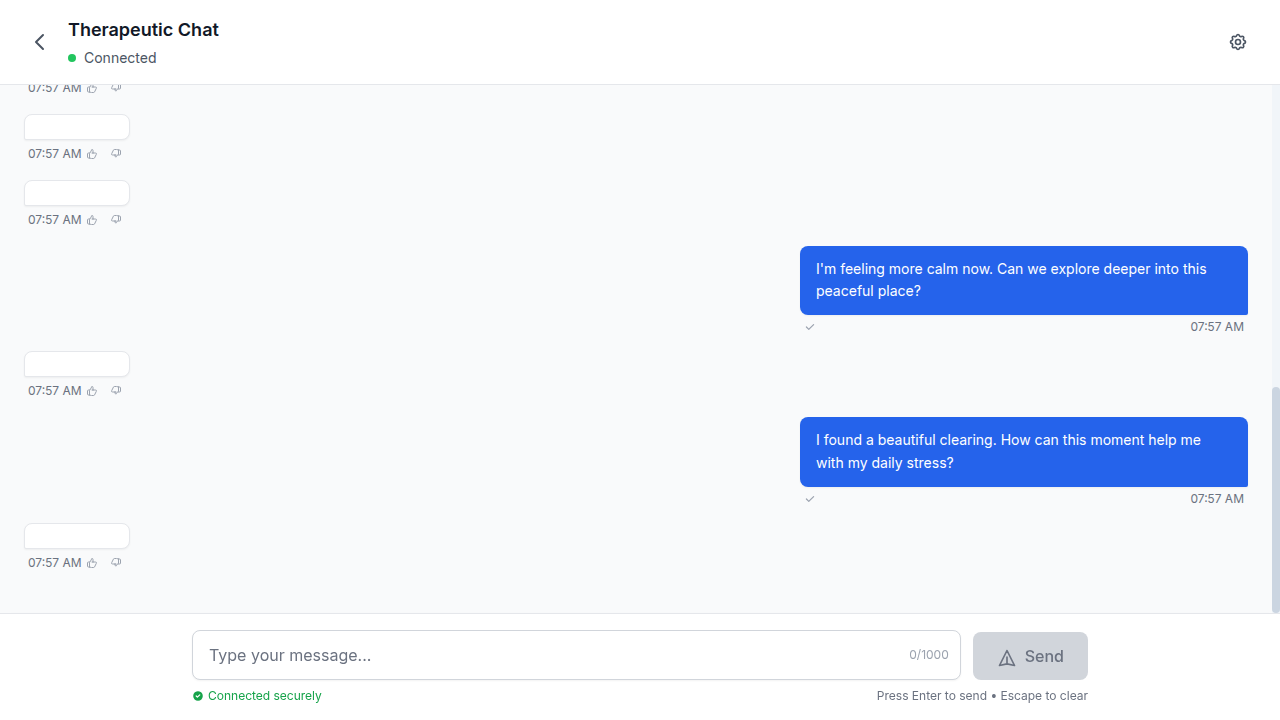 Therapeutic Chat
Connected
07:57 AM
07:57 AM
07:57 AM
I'm feeling more calm now. Can we explore deeper into this
peaceful place?
07:57 AM
07:57 AM
I found a beautiful clearing. How can this moment help me
with my daily stress?
07:57 AM
07:57 AM
Type your message...
0/1000
Send
Connected securely
Press Enter to send • Escape to clear